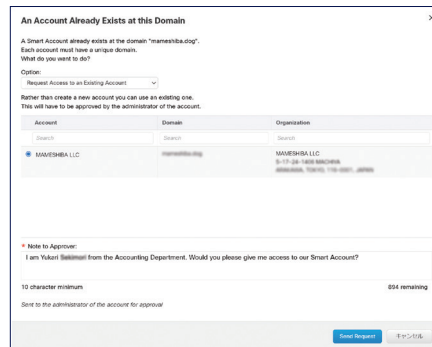 An Account Already Exists at this Domain
A Smart Account already exists at the domain "mameshiba.dog".
Each account must have a unique domain.
What do you want to do?
Option:
Request Access to an Existing Account
Rather than create a new account you can use an existing one.
This will have to be approved by the administrator of the account.
Account Domain Organization
Search Search Search
MAMESHIBA LLC MAMESHIBA LLC
* Note to Approver:
I am Yukari from the Accounting Department. Would you please give me access to our Smart Account?
10 character minimum 894 remaining
Sent to the administrator of the account for approval
Send Request キャンセル